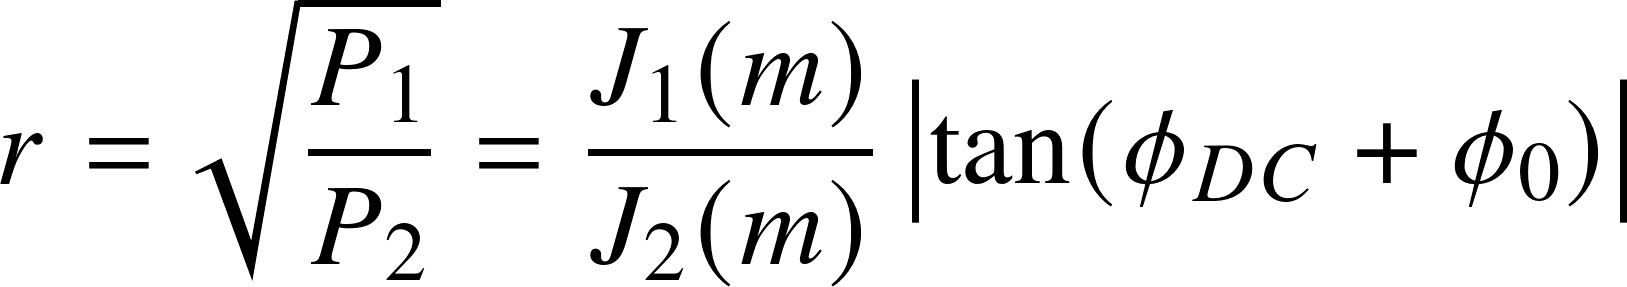 r = √(P₁/P₂) = J₁(m)/J₂(m) |tan(ϕ_DC + ϕ₀)|